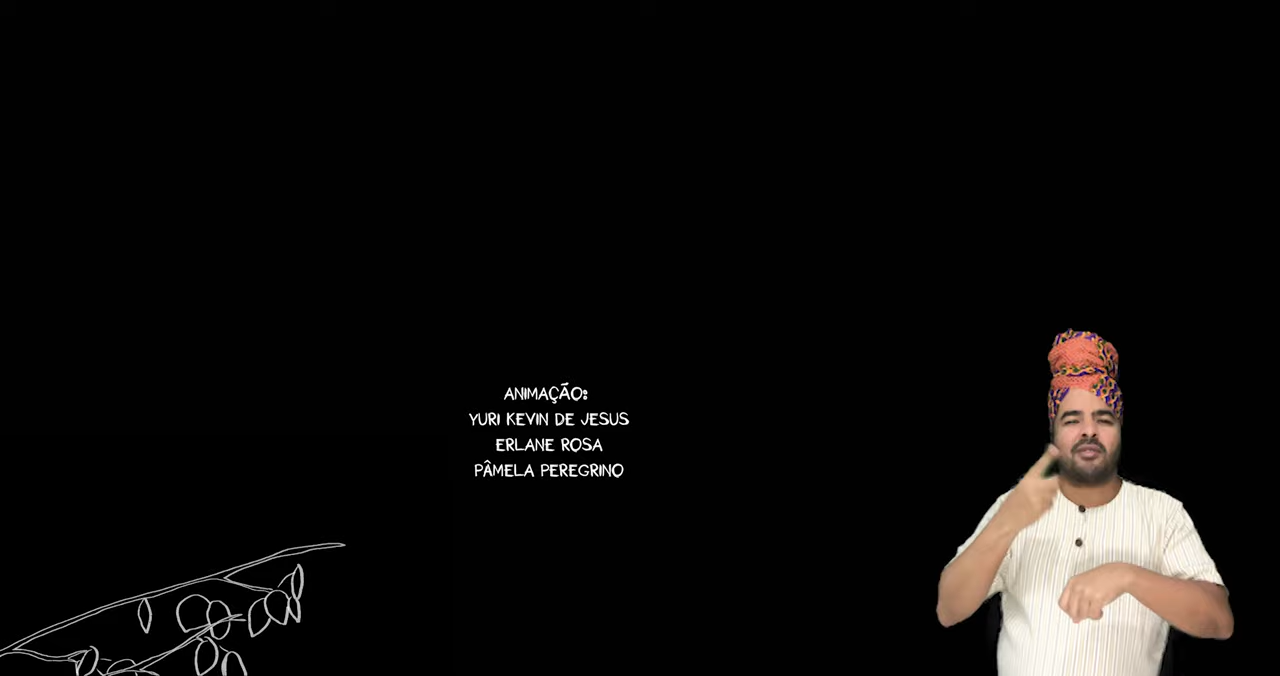 ANIMAÇÃO:
YURI KEVIN DE JESUS
ERLANE ROSA
PÂMELA PEREGRINO